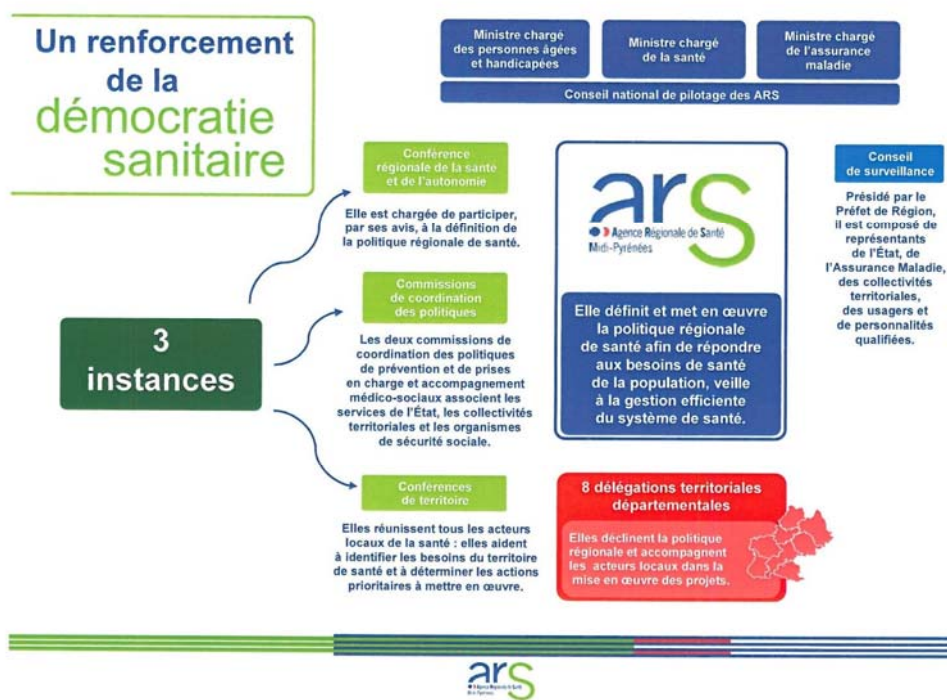 Un renforcement
de la
démocratie
sanitaire
Ministre chargé
des personnes âgées
et handicapées
Ministre chargé
de la santé
Ministre chargé
de l'assurance
maladie
Conseil national de pilotage des ARS
3
instances
Conférence
régionale de la santé
et de l'autonomie
Elle est chargée de participer,
par ses avis, à la définition de
la politique régionale de santé.
Commissions
de coordination
des politiques
Les deux commissions de
coordination des politiques
de prévention et de prises
en charge et accompagnement
médico-sociaux associent les
services de l'État, les collectivités
territoriales et les organismes
de sécurité sociale.
Conférences
de territoire
Elles réunissent tous les acteurs
locaux de la santé : elles aident
à identifier les besoins du territoire
de santé et à déterminer les actions
prioritaires à mettre en œuvre.
ars
Agence Régionale de Santé
Midi-Pyrénées
Elle définit et met en œuvre
la politique régionale
de santé afin de répondre
aux besoins de santé
de la population, veille
à la gestion efficiente
du système de santé.
8 délégations territoriales
départementales
Elles déclinent la politique
régionale et accompagnent
les acteurs locaux dans la
mise en œuvre des projets.
Conseil
de surveillance
Présidé par le
Préfet de Région,
il est composé de
représentants
de l'État, de
l'Assurance Maladie,
des collectivités
territoriales,
des usagers et
de personnalités
qualifiées.
ars
Agence Régionale de Santé
Midi-Pyrénées